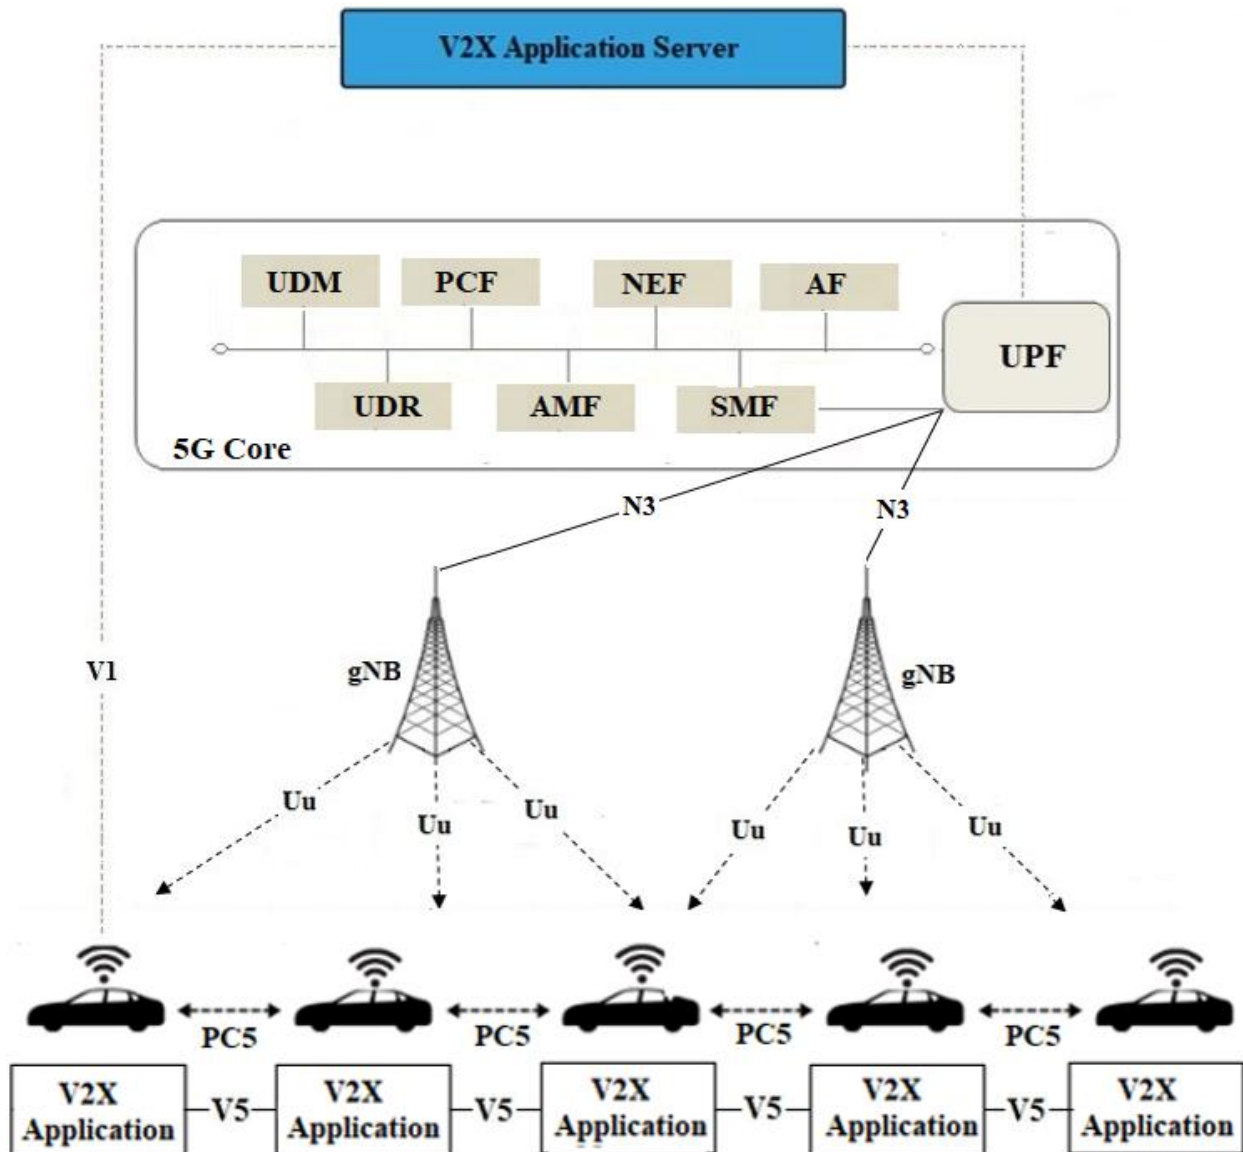 V2X Application Server
UDM
PCF
NEF
AF
UPF
UDR
AMF
SMF
5G Core
N3
N3
V1
gNB
gNB
Uu
Uu
Uu
Uu
Uu
Uu
PC5
PC5
PC5
PC5
V2X
Application
V5
V2X
Application
V5
V2X
Application
V5
V2X
Application
V5
V2X
Application